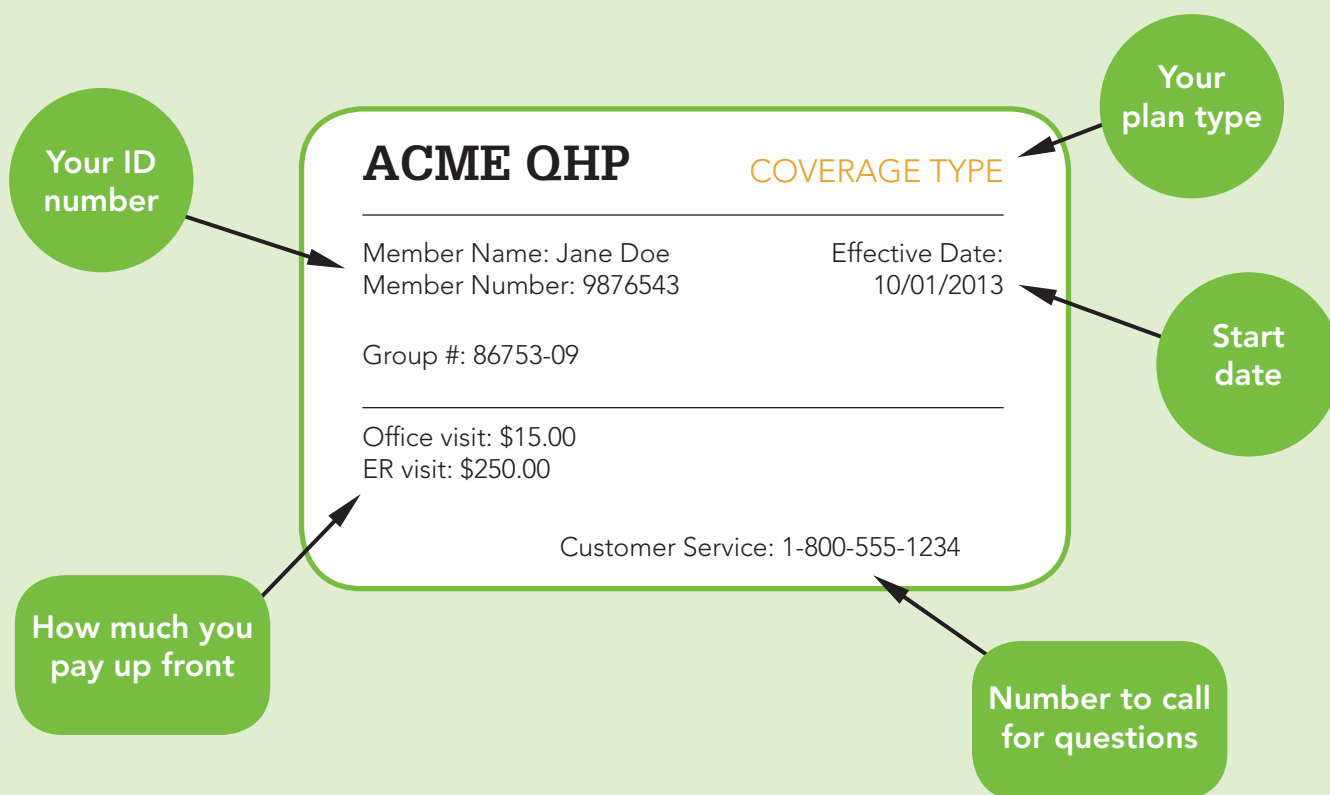 Your
plan type
Your ID
number
ACME QHP
COVERAGE TYPE
Member Name: Jane Doe
Member Number: 9876543
Effective Date:
10/01/2013
Start
date
Group #: 86753-09
Office visit: $15.00
ER visit: $250.00
Customer Service: 1-800-555-1234
How much you
pay up front
Number to call
for questions